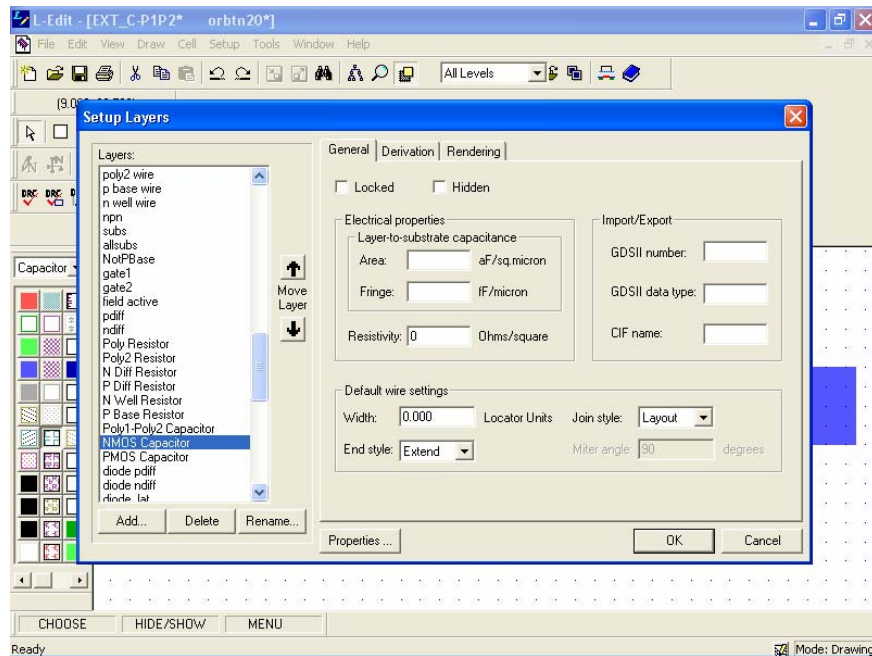 L-Edit - [EXT_C-P1P2* orbtn20*]
File Edit View Draw Cell Setup Tools Window Help
All Levels
Setup Layers
Layers:
poly2 wire
p base wire
n well wire
npn
subs
allsubs
NotPBase
gate1
gate2
field active
pdiff
ndiff
Poly Resistor
Poly2 Resistor
N Diff Resistor
P Diff Resistor
N Well Resistor
P Base Resistor
Poly1-Poly2 Capacitor
NMOS Capacitor
PMOS Capacitor
diode pdiff
diode ndiff
diode_lat
Add... Delete Rename...
Move
Layer
General Derivation Rendering
Locked Hidden
Electrical properties
Layer-to-substrate capacitance
Area: aF/sq.micron
Fringe: fF/micron
Resistivity: 0 Ohms/square
Import/Export
GDSII number:
GDSII data type:
CIF name:
Default wire settings
Width: 0.000 Locator Units Join style: Layout
End style: Extend Miter angle: 90 degrees
Properties ... OK Cancel
DRC DRC
Capacitor
CHOOSE HIDE/SHOW MENU
Ready Mode: Drawing